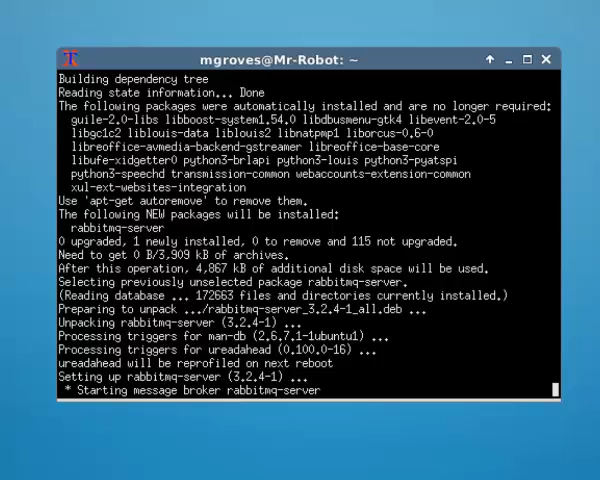 mgroves@Mr-Robot: ~
Building dependency tree
Reading state information... Done
The following packages were automatically installed and are no longer required:
guile-2.0-libs libboost-system1.54.0 libdbusmenu-gtk4 libevent-2.0-5
libgc1c2 liblouis-data liblouis2 libnatpmp1 liborcus-0.6-0
libreoffice-avmedia-backend-gstreamer libreoffice-base-core
libufe-xidgetter0 python3-brlapi python3-louis python3-pyatspi
python3-speechd transmission-common webaccounts-extension-common
xul-ext-websites-integration
Use 'apt-get autoremove' to remove them.
The following NEW packages will be installed:
rabbitmq-server
0 upgraded, 1 newly installed, 0 to remove and 115 not upgraded.
Need to get 0 B/3,909 kB of archives.
After this operation, 4,867 kB of additional disk space will be used.
Selecting previously unselected package rabbitmq-server.
(Reading database ... 172663 files and directories currently installed.)
Preparing to unpack .../rabbitmq-server_3.2.4-1_all.deb ...
Unpacking rabbitmq-server (3.2.4-1) ...
Processing triggers for man-db (2.6.7.1-1ubuntu1) ...
Processing triggers for ureadahead (0.100.0-16) ...
ureadahead will be reprofiled on next reboot
Setting up rabbitmq-server (3.2.4-1) ...
* Starting message broker rabbitmq-server